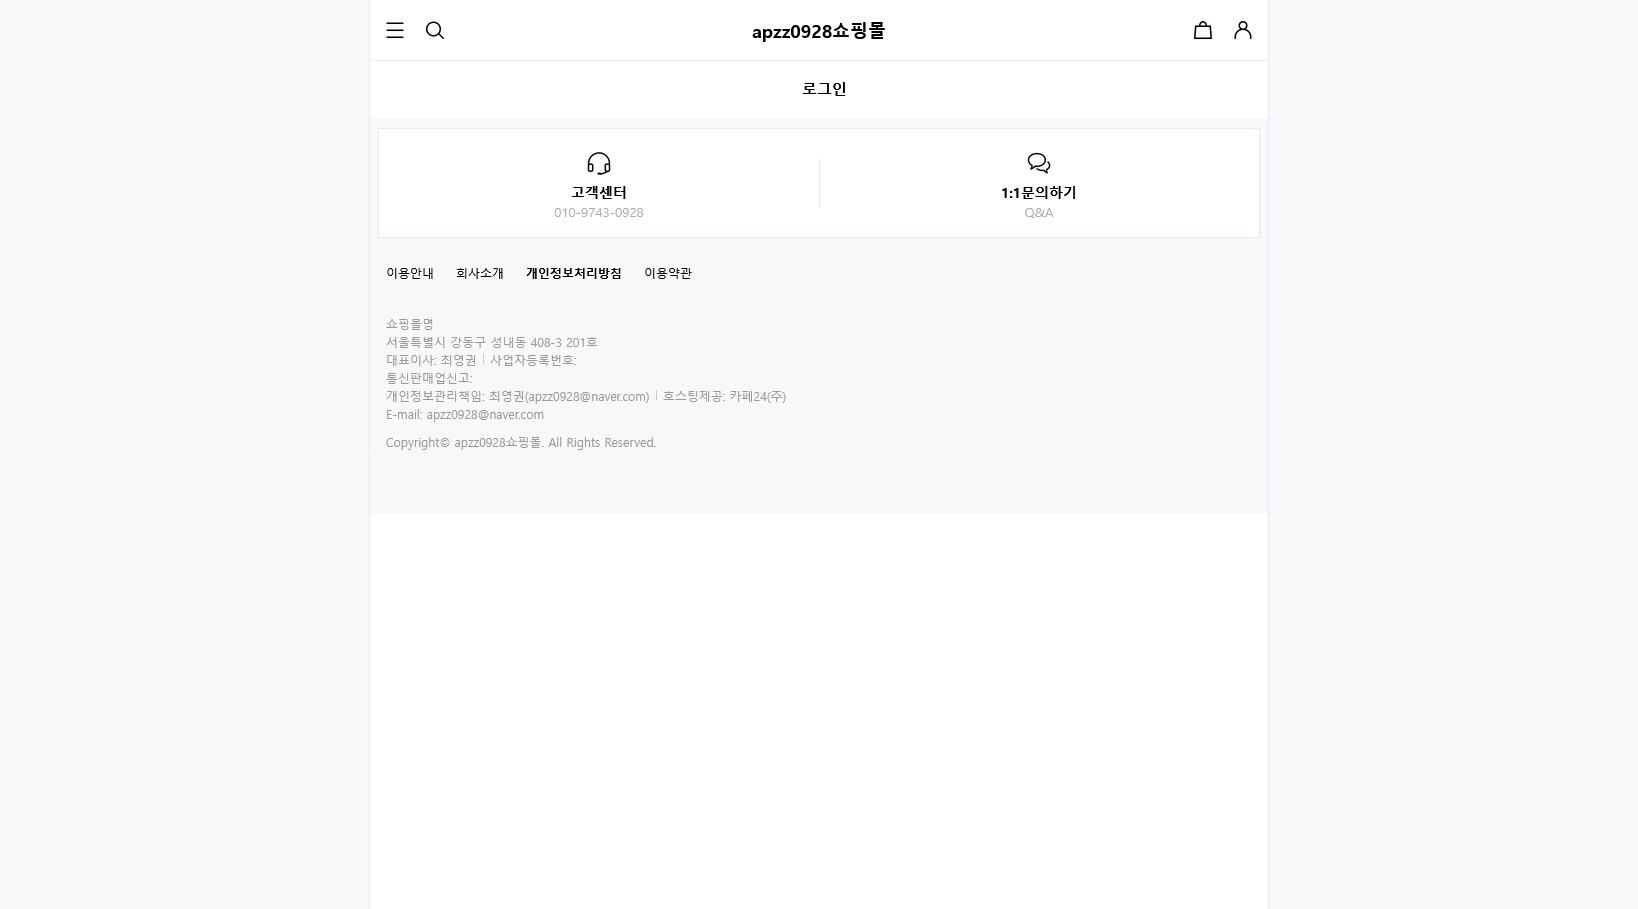 apzz0928쇼핑몰
로그인
고객센터
010-9743-0928
1:1문의하기
Q&A
이용안내 회사소개 개인정보처리방침 이용약관
쇼핑몰명
서울특별시 강동구 성내동 408-3 201호
대표이사: 최영권 | 사업자등록번호:
통신판매업신고:
개인정보관리책임: 최영권(apzz0928@naver.com) | 호스팅제공: 카페24(주)
E-mail: apzz0928@naver.com
Copyright© apzz0928쇼핑몰. All Rights Reserved.